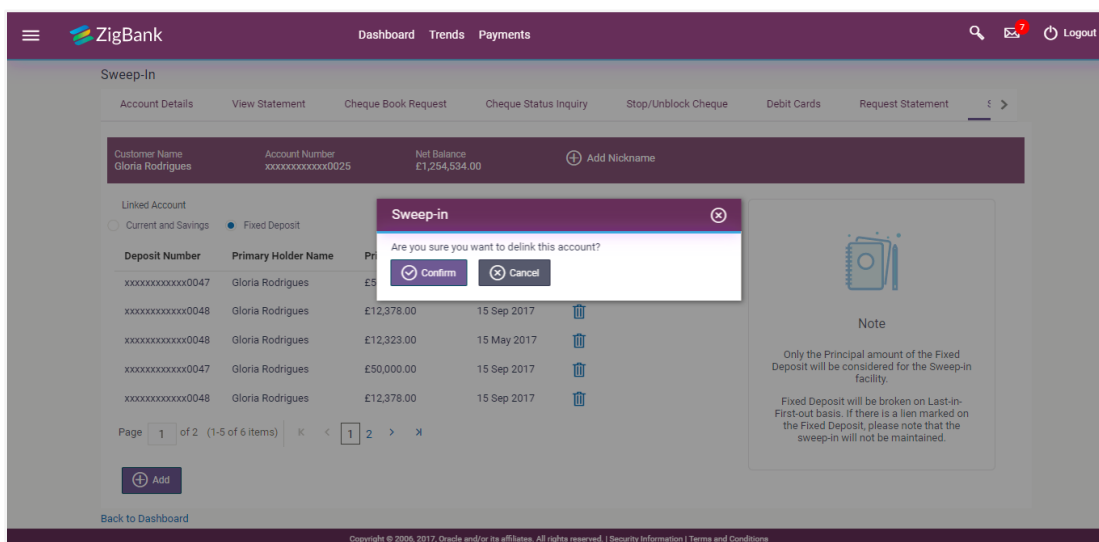 ZigBank
Dashboard Trends Payments
7
Logout
Sweep-In
Account Details View Statement Cheque Book Request Cheque Status Inquiry Stop/Unblock Cheque Debit Cards Request Statement
Customer Name Account Number Net Balance
Gloria Rodrigues xxxxxxxxxxxx0025 £1,254,534.00
Add Nickname
Linked Account
Current and Savings Fixed Deposit
Sweep-in
Are you sure you want to delink this account?
Confirm Cancel
Deposit Number Primary Holder Name
xxxxxxxxxxxx0047 Gloria Rodrigues
xxxxxxxxxxxx0048 Gloria Rodrigues £12,378.00 15 Sep 2017
xxxxxxxxxxxx0048 Gloria Rodrigues £12,323.00 15 May 2017
xxxxxxxxxxxx0047 Gloria Rodrigues £50,000.00 15 Sep 2017
xxxxxxxxxxxx0048 Gloria Rodrigues £12,378.00 15 Sep 2017
Page 1 of 2 (1-5 of 6 items) 1 2
Add
Note
Only the Principal amount of the Fixed
Deposit will be considered for the Sweep-in
facility.
Fixed Deposit will be broken on Last-in-
First-out basis. If there is a lien marked on
the Fixed Deposit, please note that the
sweep-in will not be maintained.
Back to Dashboard
Copyright © 2006, 2017, Oracle and/or its affiliates. All rights reserved. | Security Information | Terms and Conditions